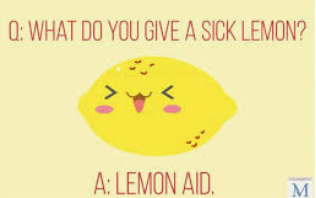 Q: WHAT DO YOU GIVE A SICK LEMON?
A: LEMON AID.
M